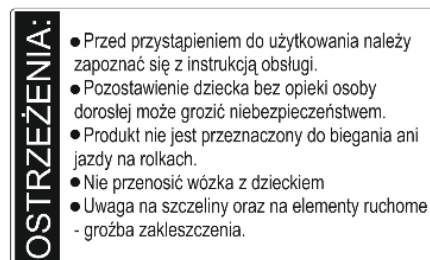 OSTRZEŻENIA:
● Przed przystąpieniem do użytkowania należy
zapoznać się z instrukcją obsługi.
● Pozostawienie dziecka bez opieki osoby
dorosłej może grozić niebezpieczeństwem.
● Produkt nie jest przeznaczony do biegania ani
jazdy na rolkach.
● Nie przenosić wózka z dzieckiem
● Uwaga na szczeliny oraz na elementy ruchome
- groźba zakleszczenia.